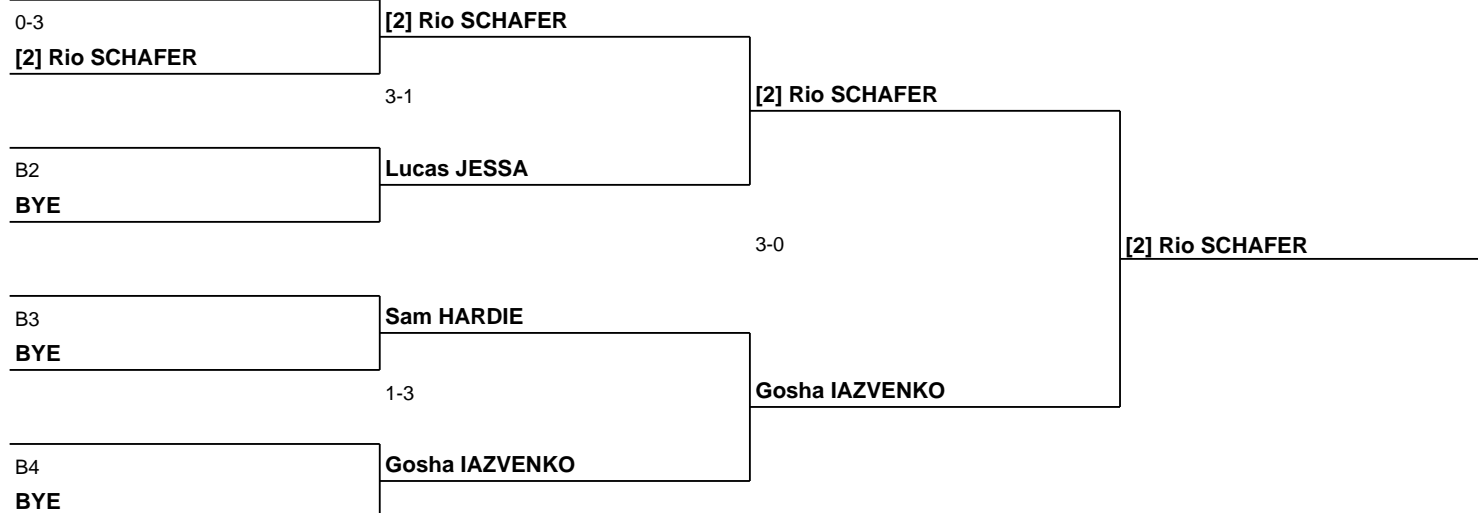 0-3
[2] Rio SCHAFER
[2] Rio SCHAFER
3-1
[2] Rio SCHAFER
B2
Lucas JESSA
BYE
3-0
[2] Rio SCHAFER
B3
Sam HARDIE
BYE
1-3
Gosha IAZVENKO
B4
Gosha IAZVENKO
BYE